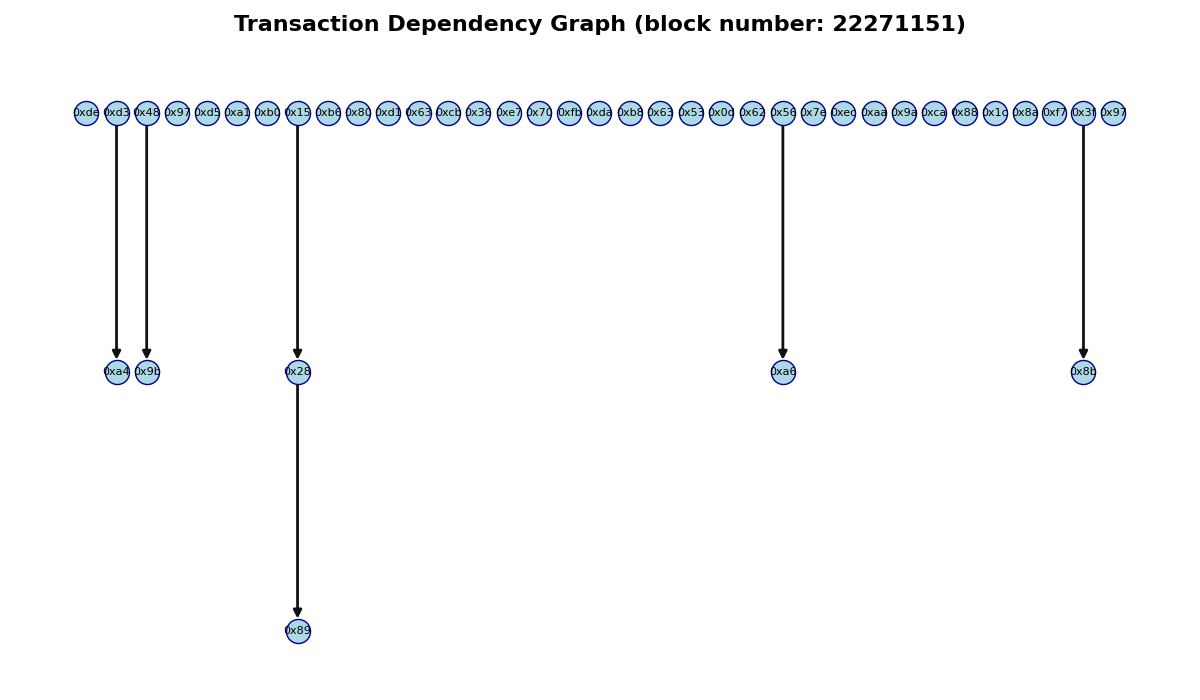 Transaction Dependency Graph (block number: 22271151)
0xde 0xd3 0x48 0x97 0xd5 0xa1 0xb0 0x15 0xb6 0x80 0xd1 0x63 0xcb 0x36 0xe7 0x70 0xfb 0xda 0xb8 0x63 0x53 0x0d 0x62 0x56 0x7e 0xec 0xaa 0x9a 0xca 0x88 0x1c 0x8a 0xf7 0x3f 0x97
0xa4 0x9b 0x28 0xa6 0x8b
0x89